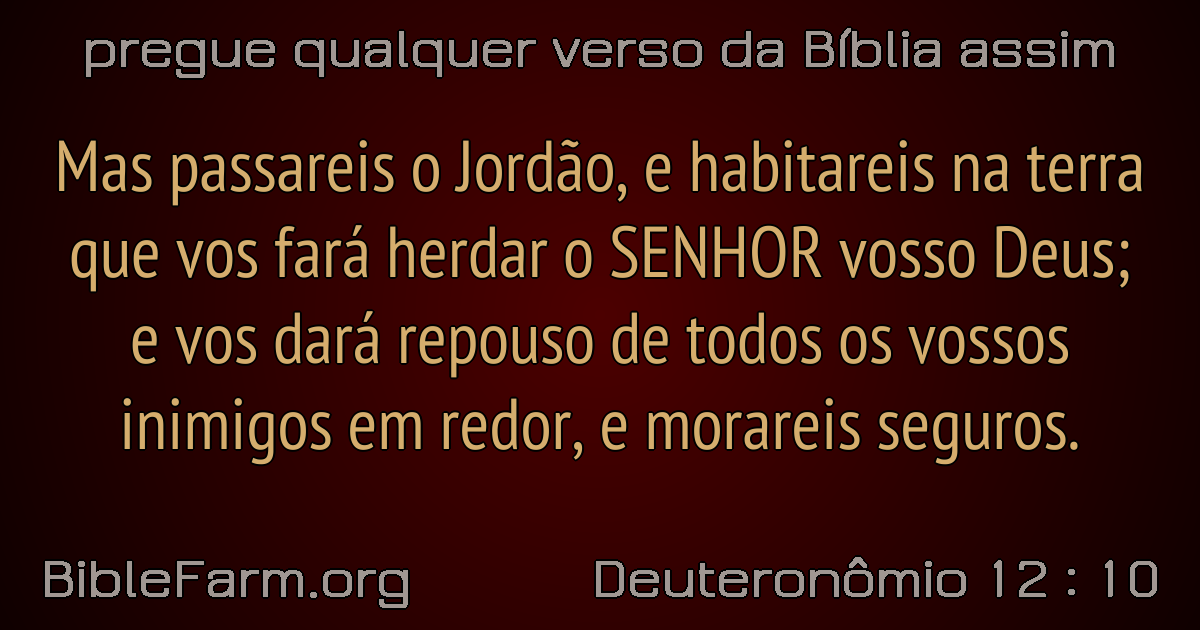 pregue qualquer verso da Bíblia assim
Mas passareis o Jordão, e habitareis na terra
que vos fará herdar o SENHOR vosso Deus;
e vos dará repouso de todos os vossos
inimigos em redor, e morareis seguros.
BibleFarm.org Deuteronômio 12 : 10